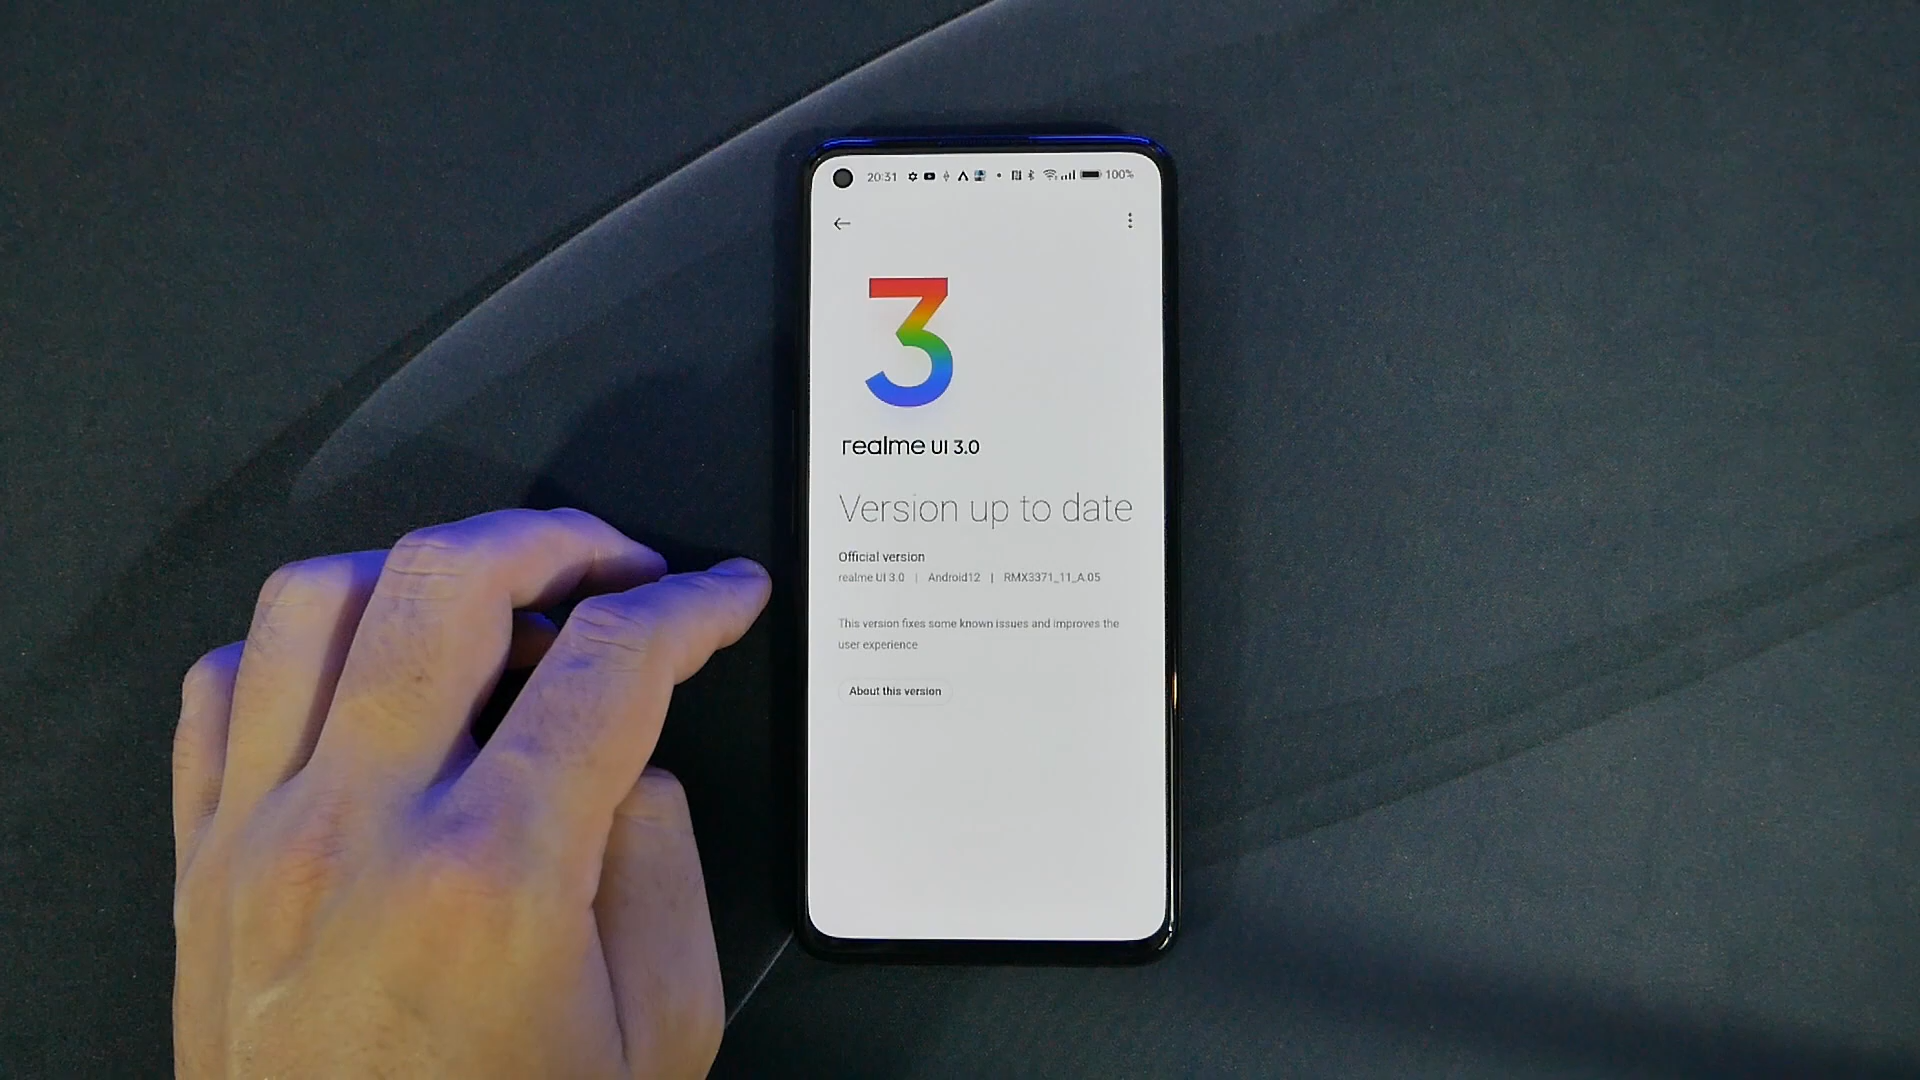 20:31 100%
3
realme UI 3.0
Version up to date
Official version
realme UI 3.0 | Android12 | RMX3371_11_A.05
This version fixes some known issues and improves the
user experience
About this version